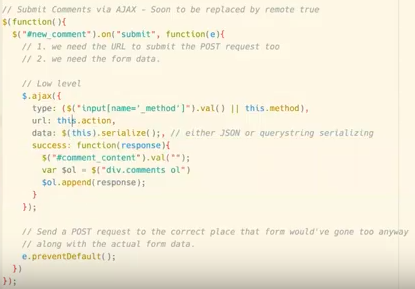 // Submit Comments via AJAX - Soon to be replaced by remote true
$(function(){
$("#new_comment").on("submit", function(e){
// 1. we need the URL to submit the POST request too
// 2. we need the form data.
// Low level
$.ajax({
type: ($("input[name='_method']").val() || this.method),
url: this.action,
data: $(this).serialize();, // either JSON or querystring serializing
success: function(response){
$("#comment_content").val("");
var $ol = $("div.comments ol")
$ol.append(response);
}
});
// Send a POST request to the correct place that form would've gone too anyway
// along with the actual form data.
e.preventDefault();
})
});